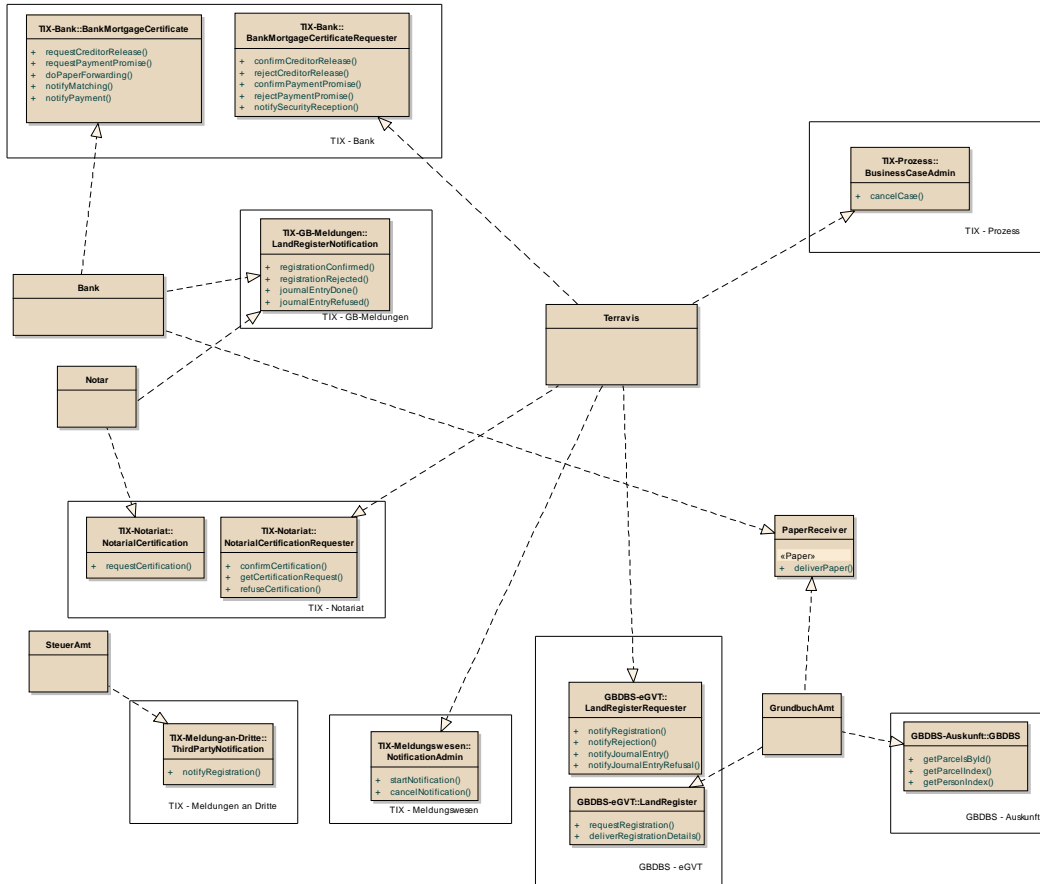 TIX-Bank::BankMortgageCertificate
+ requestCreditorRelease()
+ requestPaymentPromise()
+ doPaperForwarding()
+ notifyMatching()
+ notifyPayment()
TIX-Bank::
BankMortgageCertificateRequester
+ confirmCreditorRelease()
+ rejectCreditorRelease()
+ confirmPaymentPromise()
+ rejectPaymentPromise()
+ notifySecurityReception()
TIX - Bank
TIX-Prozess::
BusinessCaseAdmin
+ cancelCase()
TIX - Prozess
TIX-GB-Meldungen::
LandRegisterNotification
+ registrationConfirmed()
+ registrationRejected()
+ journalEntryDone()
+ journalEntryRefused()
TIX - GB-Meldungen
Bank
Terravis
Notar
TIX-Notariat::
NotarialCertification
+ requestCertification()
TIX-Notariat::
NotarialCertificationRequester
+ confirmCertification()
+ getCertificationRequest()
+ refuseCertification()
TIX - Notariat
PaperReceiver
«Paper»
+ deliverPaper()
SteuerAmt
TIX-Meldung-an-Dritte::
ThirdPartyNotification
+ notifyRegistration()
TIX - Meldungen an Dritte
TIX-Meldungswesen::
NotificationAdmin
+ startNotification()
+ cancelNotification()
TIX - Meldungswesen
GBDBS-eGVT::
LandRegisterRequester
+ notifyRegistration()
+ notifyRejection()
+ notifyJournalEntry()
+ notifyJournalEntryRefusal()
GBDBS-eGVT::LandRegister
+ requestRegistration()
+ deliverRegistrationDetails()
GBDBS - eGVT
GrundbuchAmt
GBDBS-Auskunft::GBDBS
+ getParcelsById()
+ getParcelIndex()
+ getPersonIndex()
GBDBS - Auskunft